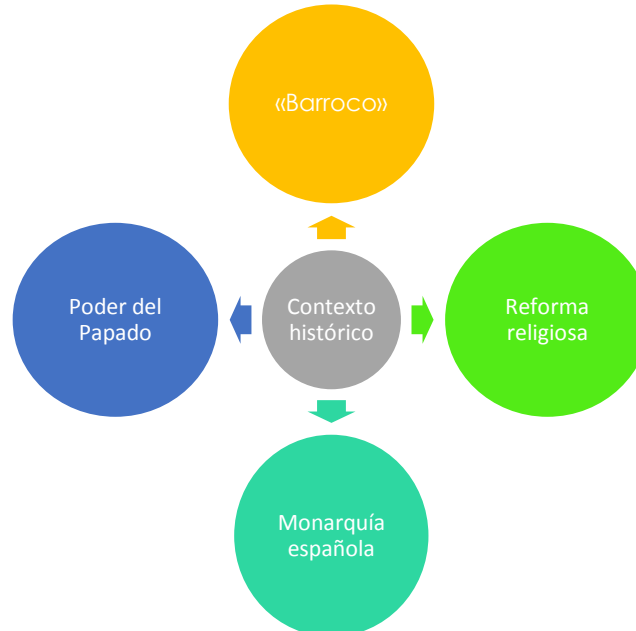 «Barroco»
Poder del
Papado
Contexto
histórico
Reforma
religiosa
Monarquía
española